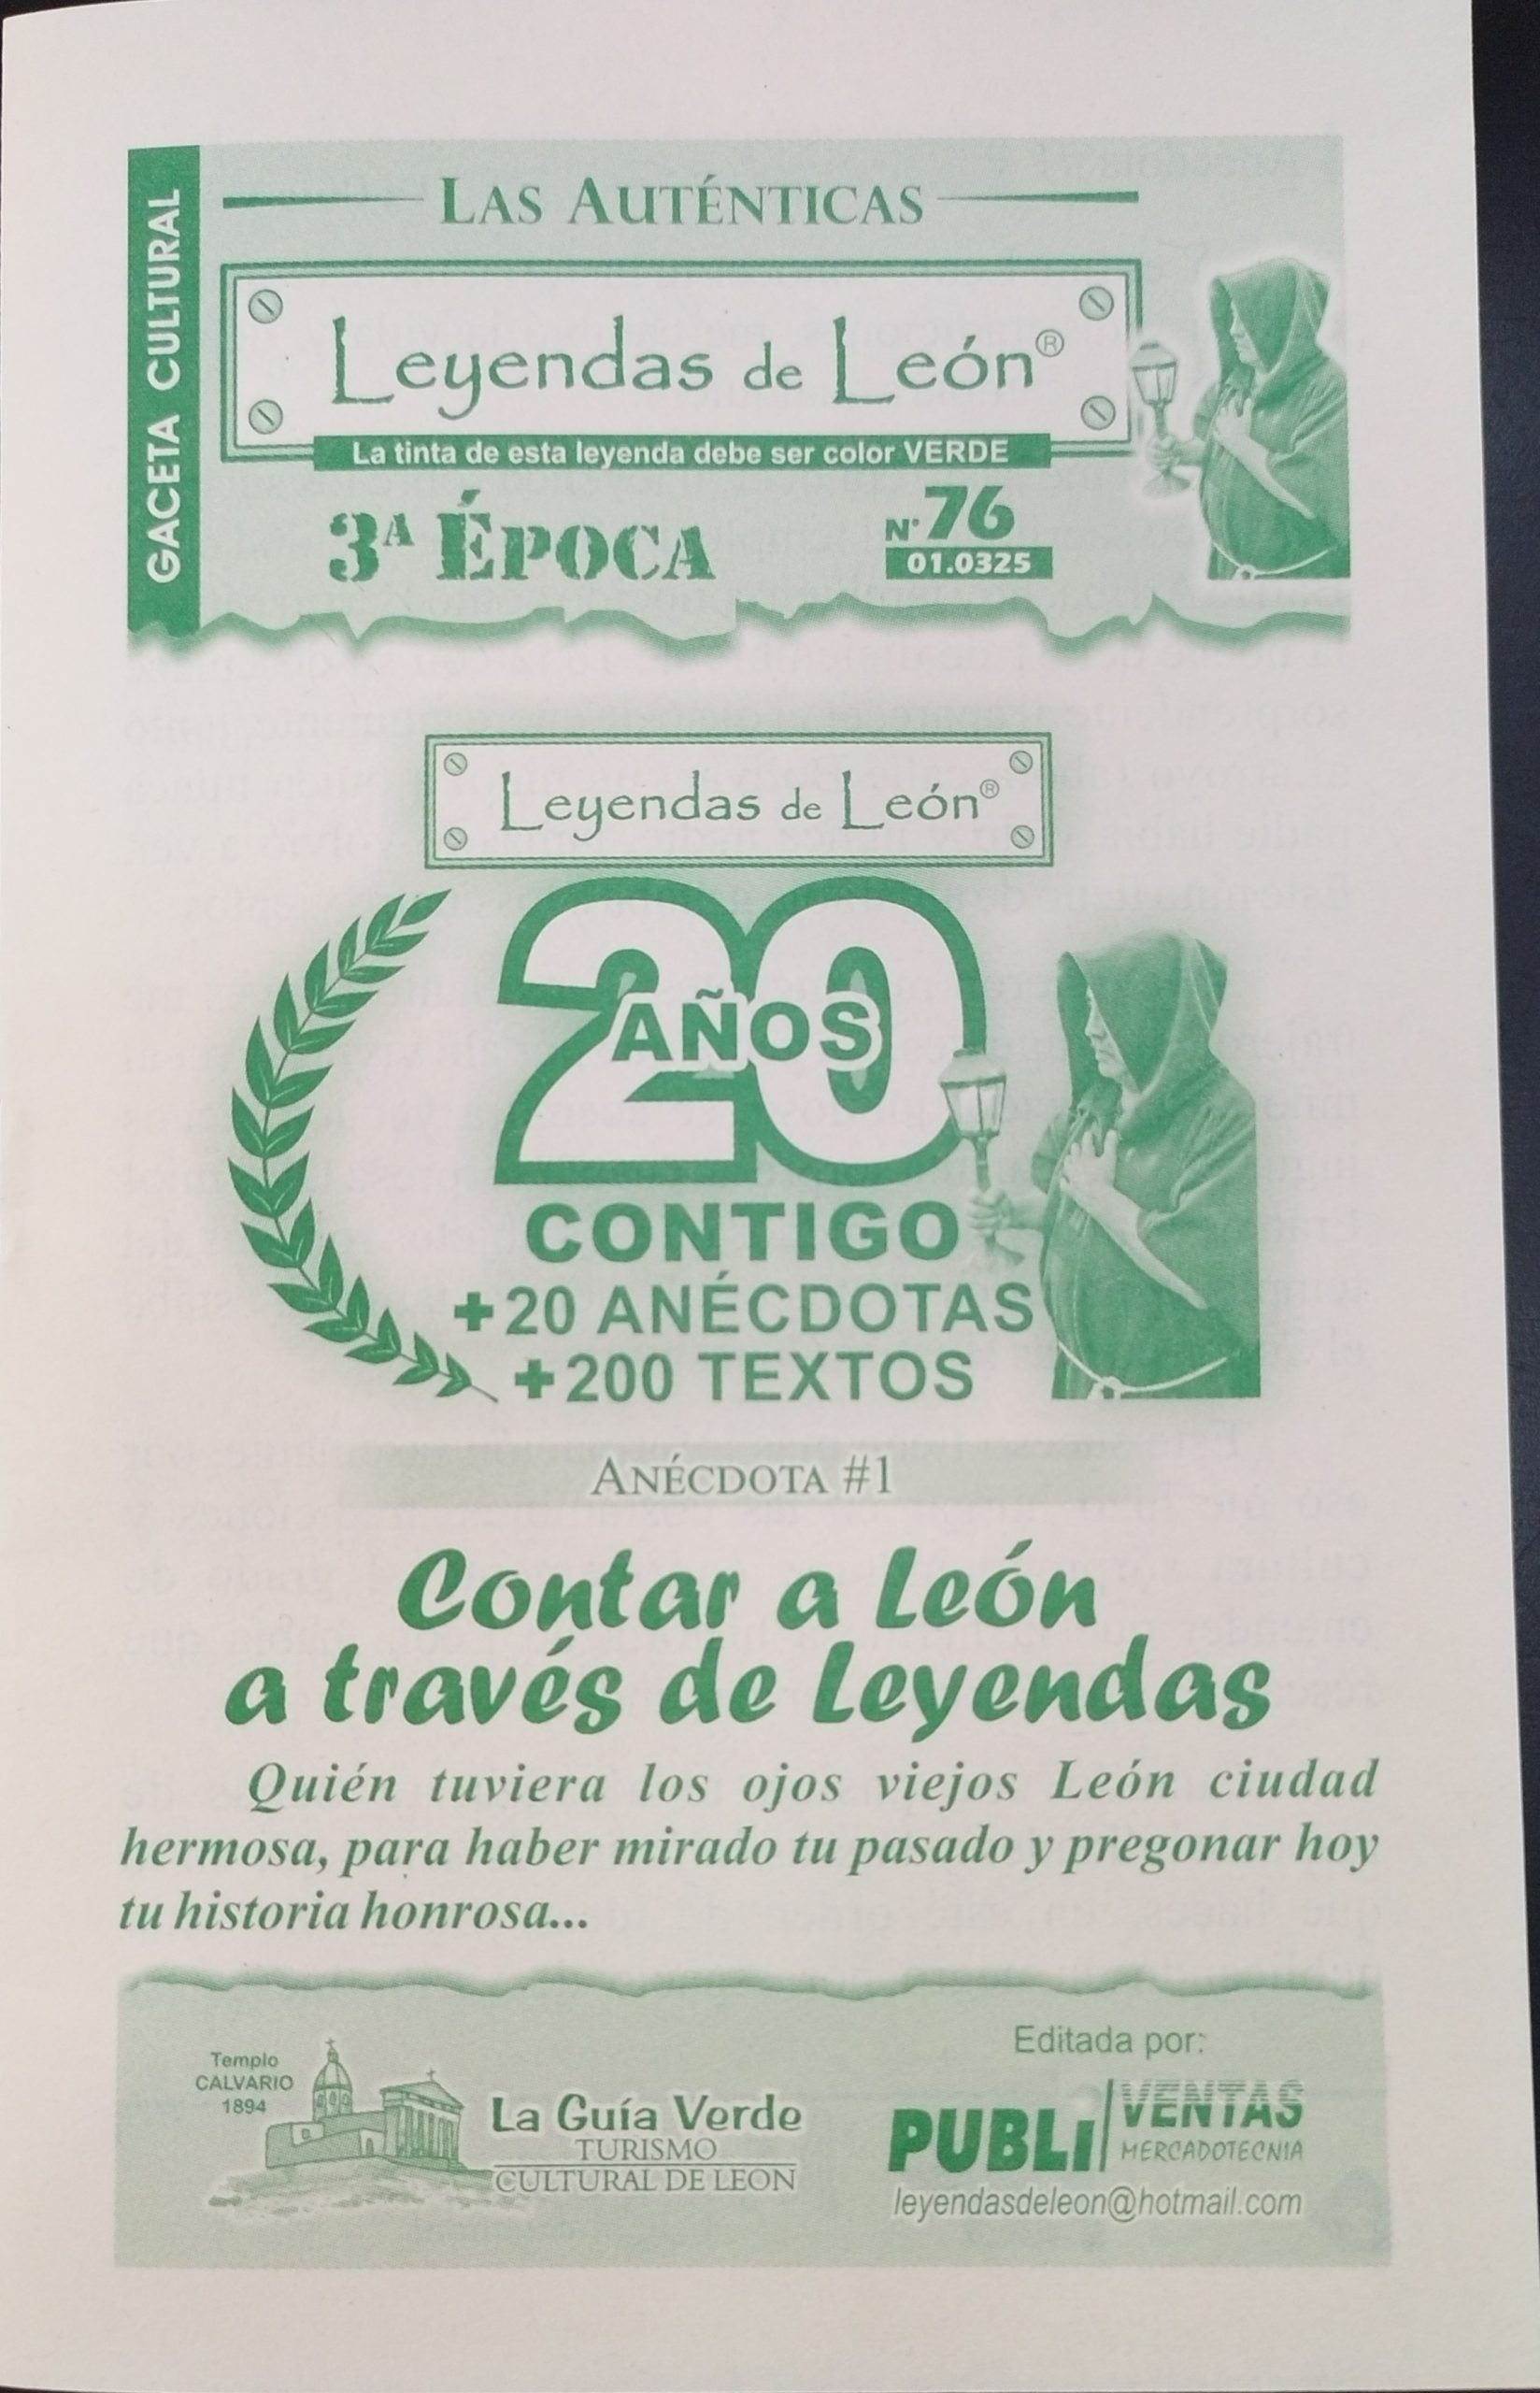 GACETA CULTURAL
LAS AUTÉNTICAS
Leyendas de León®
La tinta de esta leyenda debe ser color VERDE
3ᴬ ÉPOCA
N° 76
01.0325
Leyendas de León®
20
AÑOS
CONTIGO
+20 ANÉCDOTAS
+200 TEXTOS
ANÉCDOTA #1
Contar a León
a través de Leyendas
Quién tuviera los ojos viejos León ciudad
hermosa, para haber mirado tu pasado y pregonar hoy
tu historia honrosa...
Templo
CALVARIO
1894
La Guía Verde
TURISMO
CULTURAL DE LEON
Editada por:
PUBLI VENTAS
MERCADOTECNIA
leyendasdeleon@hotmail.com